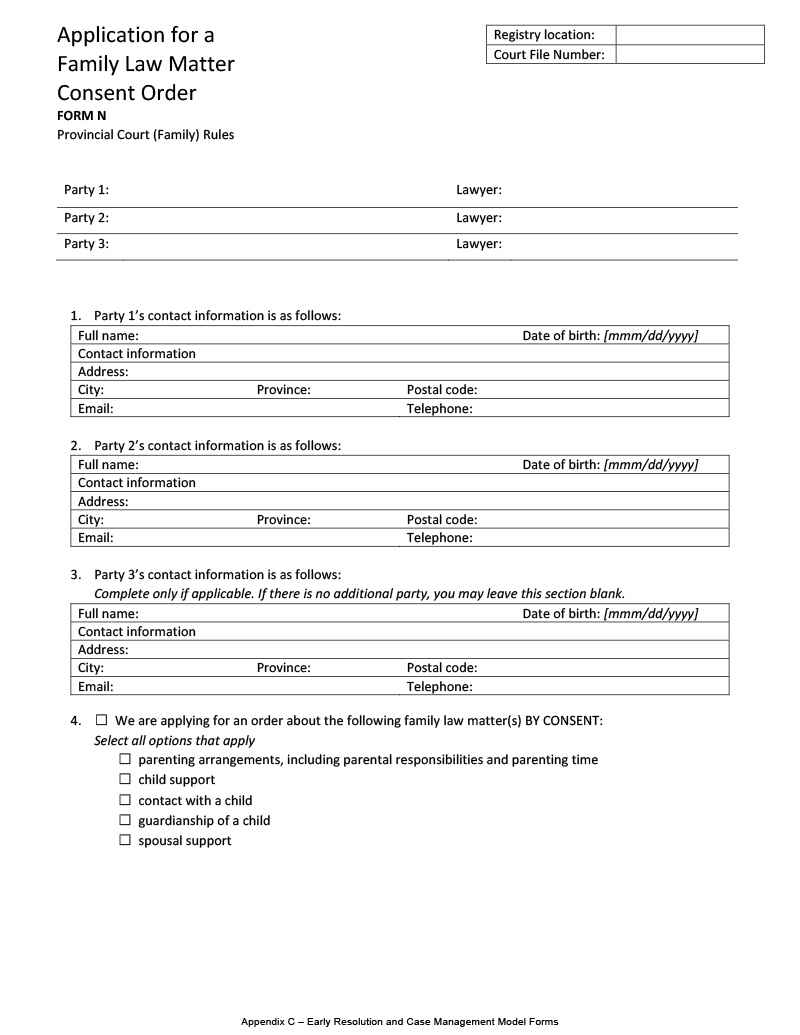 Application for a
Family Law Matter
Consent Order
FORM N
Provincial Court (Family) Rules
Registry location:
Court File Number:
Party 1: Lawyer:
Party 2: Lawyer:
Party 3: Lawyer:
1. Party 1’s contact information is as follows:
Full name: Date of birth: [mmm/dd/yyyy]
Contact information
Address:
City: Province: Postal code:
Email: Telephone:
2. Party 2’s contact information is as follows:
Full name: Date of birth: [mmm/dd/yyyy]
Contact information
Address:
City: Province: Postal code:
Email: Telephone:
3. Party 3’s contact information is as follows:
Complete only if applicable. If there is no additional party, you may leave this section blank.
Full name: Date of birth: [mmm/dd/yyyy]
Contact information
Address:
City: Province: Postal code:
Email: Telephone:
4. ☐ We are applying for an order about the following family law matter(s) BY CONSENT:
Select all options that apply
☐ parenting arrangements, including parental responsibilities and parenting time
☐ child support
☐ contact with a child
☐ guardianship of a child
☐ spousal support
Appendix C – Early Resolution and Case Management Model Forms